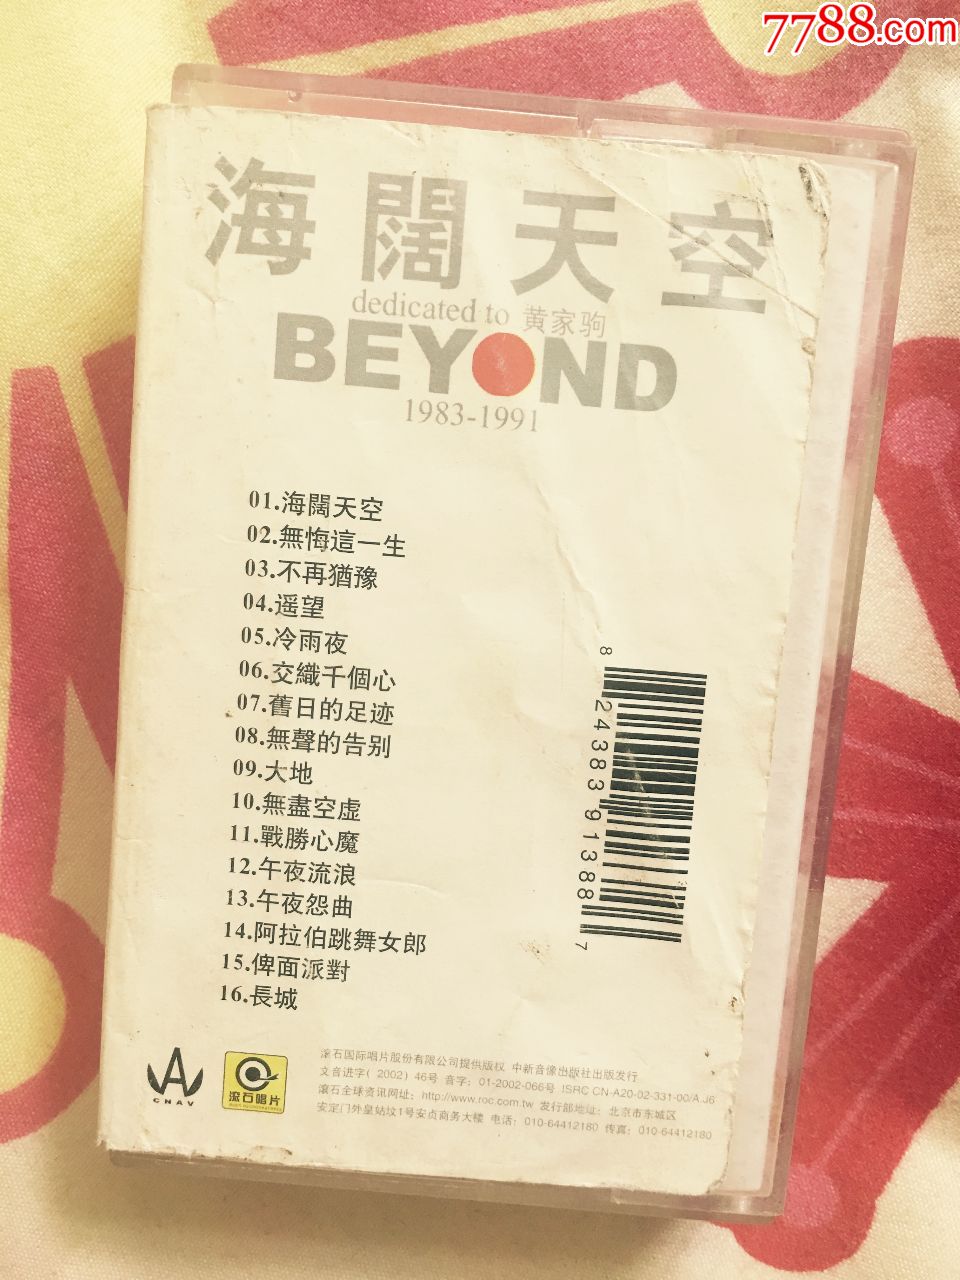 7788.com
海闊天空
dedicated to 黄家驹
BEYOND
1983-1991
01.海闊天空
02.無悔這一生
03.不再猶豫
04.遥望
05.冷雨夜
06.交織千個心
07.舊日的足迹
08.無聲的告别
09.大地
10.無盡空虚
11.戰勝心魔
12.午夜流浪
13.午夜怨曲
14.阿拉伯跳舞女郎
15.俾面派對
16.長城
8 24383 91388 7
CNAV
滚石唱片
滚石国际唱片股份有限公司提供版权 中新音像出版社出版发行
文音进字( 2002) 46号 音字: 01-2002-066号 ISRC CN-A20-02-331-00/A.J6
滚石全球资讯网址: http://www.roc.com.tw 发行部地址: 北京市东城区
安定门外皇站坟1号安贞商务大楼 电话: 010-64412180 传真: 010-64412180